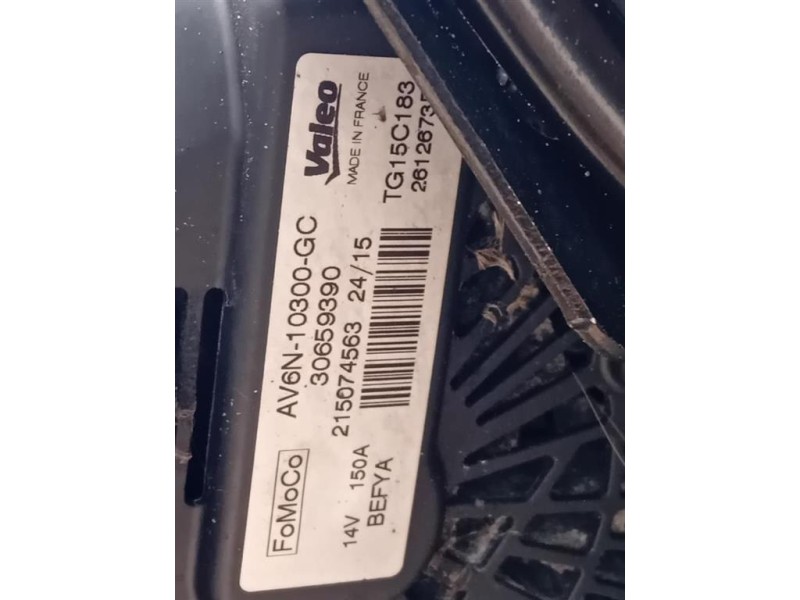 FoMoCo AV6N-10300-GC Valeo
30659390 MADE IN FRANCE
14V 150A 215074563 24/15 TG15C183
BEFYA